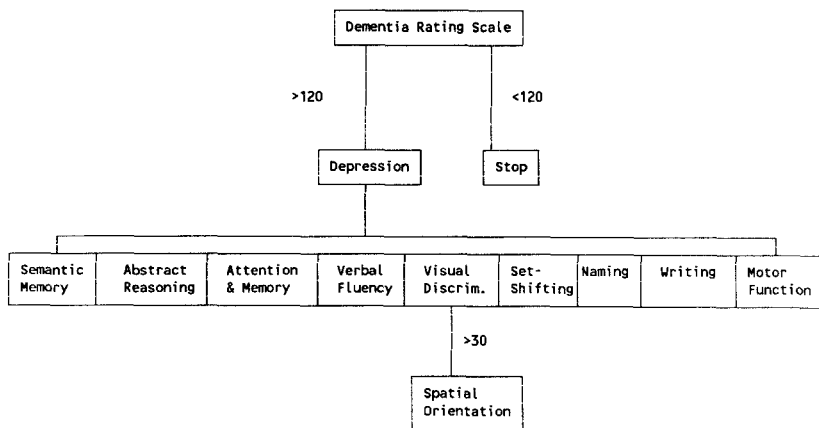 Dementia Rating Scale
>120
<120
Depression
Stop
Semantic
Memory
Abstract
Reasoning
Attention
& Memory
Verbal
Fluency
Visual
Discrim.
Set-
Shifting
Naming
Writing
Motor
Function
>30
Spatial
Orientation